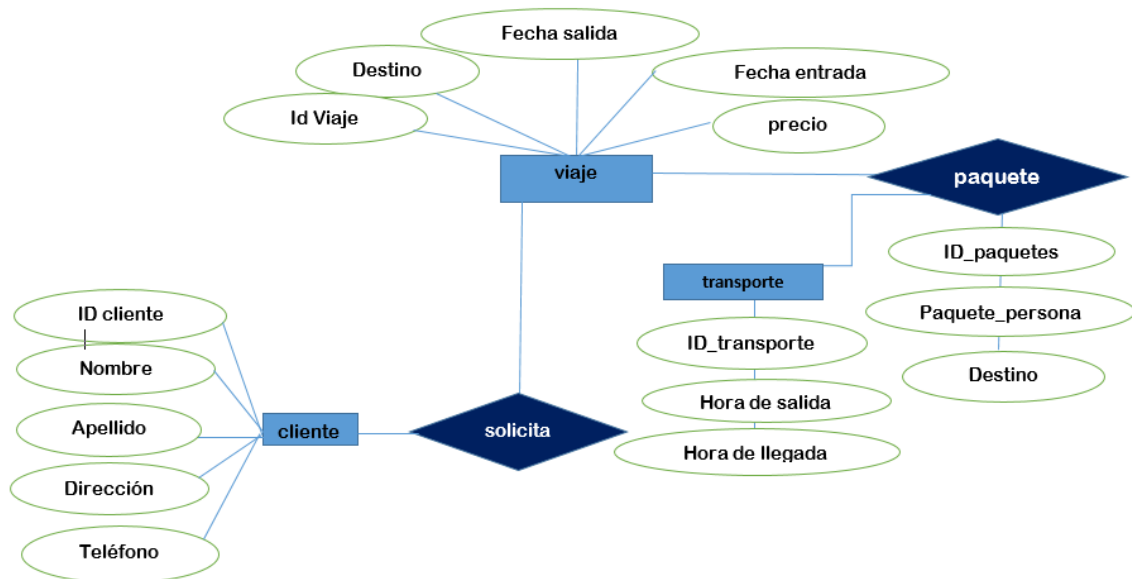 Fecha salida
Destino
Fecha entrada
Id Viaje
precio
viaje
paquete
ID_paquetes
transporte
ID cliente
Paquete_persona
ID_transporte
Nombre
Destino
Hora de salida
Apellido
cliente
solicita
Hora de llegada
Dirección
Teléfono